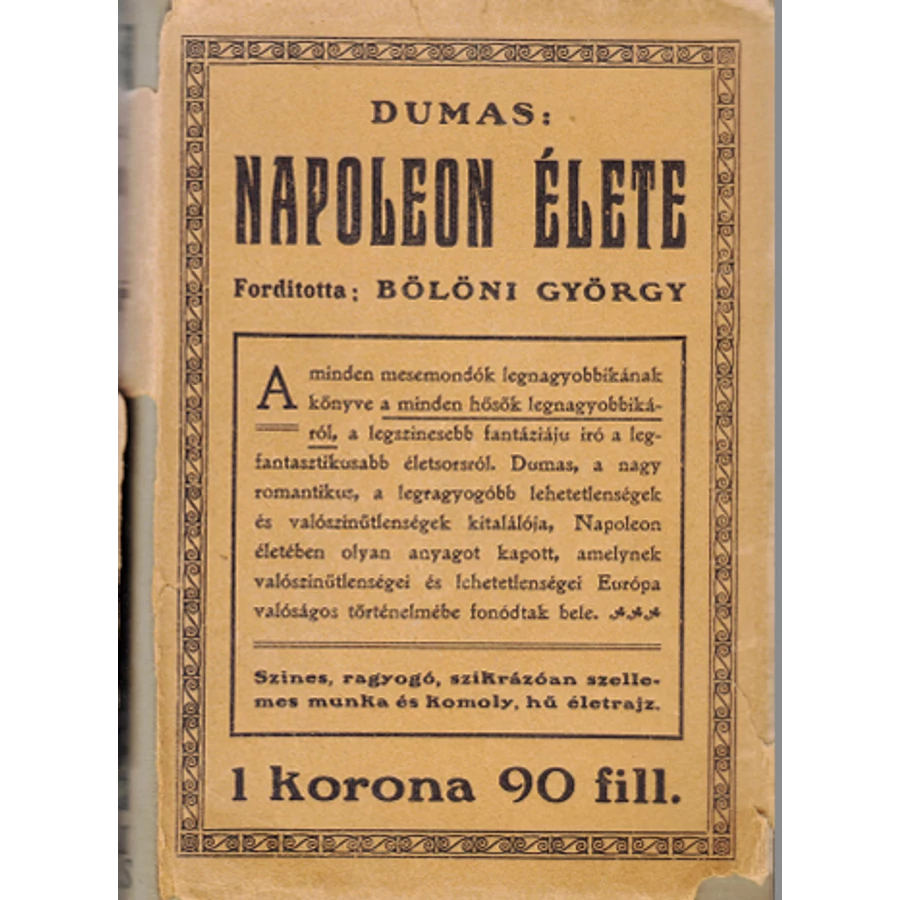 DUMAS:
NAPOLEON ÉLETE
Forditotta: BÖLÖNI GYÖRGY
A minden mesemondók legnagyobbikának
könyve a minden hősök legnagyobbiká-
ról, a legszinesebb fantáziáju iró a leg-
fantasztikusabb életsorsról. Dumas, a nagy
romantikus, a legragyogóbb lehetetlenségek
és valószinűtlenségek kitalálója, Napoleon
életében olyan anyagot kapott, amelynek
valószinűtlenségei és lehetetlenségei Európa
valóságos történelmébe fonódtak bele.
Szines, ragyogó, szikrázóan szelle-
mes munka és komoly, hű életrajz.
1 korona 90 fill.